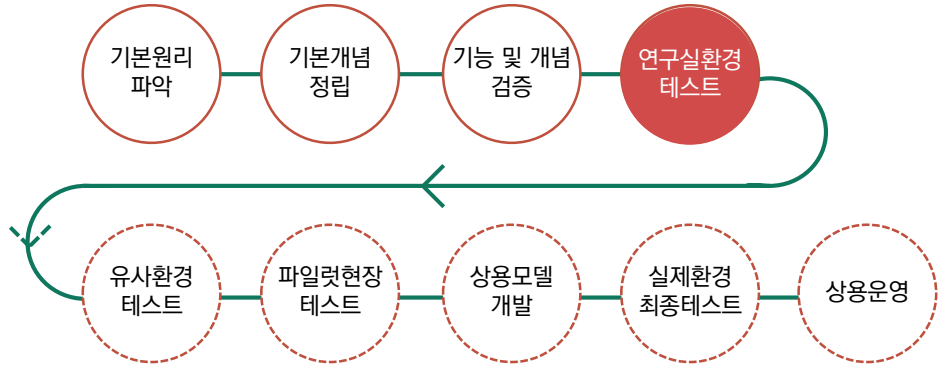 기본원리
파악
기본개념
정립
기능 및 개념
검증
연구실환경
테스트
유사환경
테스트
파일럿현장
테스트
상용모델
개발
실제환경
최종테스트
상용운영